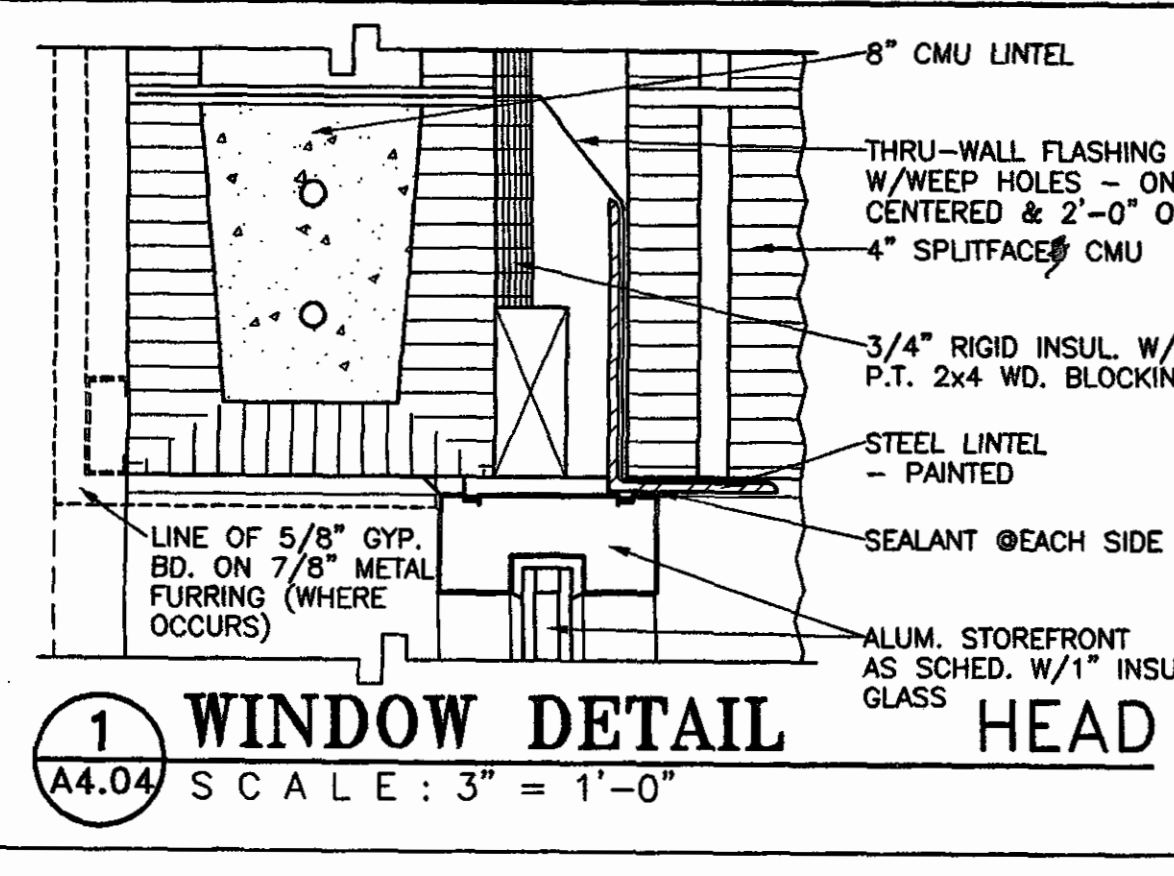 8" CMU LINTEL
THRU-WALL FLASHING
W/WEEP HOLES - ON
CENTERED & 2'-0" O
4" SPLITFACE CMU
3/4" RIGID INSUL. W/
P.T. 2x4 WD. BLOCKIN
STEEL LINTEL
- PAINTED
SEALANT @EACH SIDE
LINE OF 5/8" GYP.
BD. ON 7/8" METAL
FURRING (WHERE
OCCURS)
ALUM. STOREFRONT
AS SCHED. W/1" INSU
GLASS
1
A4.04
WINDOW DETAIL
HEAD
SCALE: 3" = 1'-0"